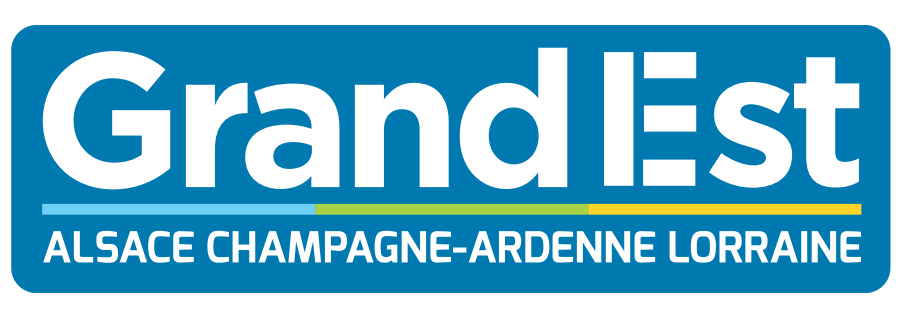 Grand Est
ALSACE CHAMPAGNE-ARDENNE LORRAINE